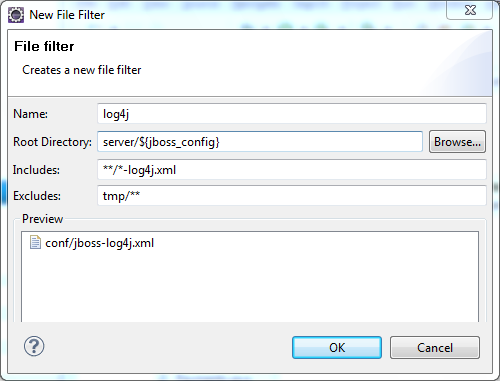 New File Filter
File filter
Creates a new file filter
Name: log4j
Root Directory: server/${jboss_config} Browse...
Includes: **/*-log4j.xml
Excludes: tmp/**
Preview
conf/jboss-log4j.xml
OK Cancel